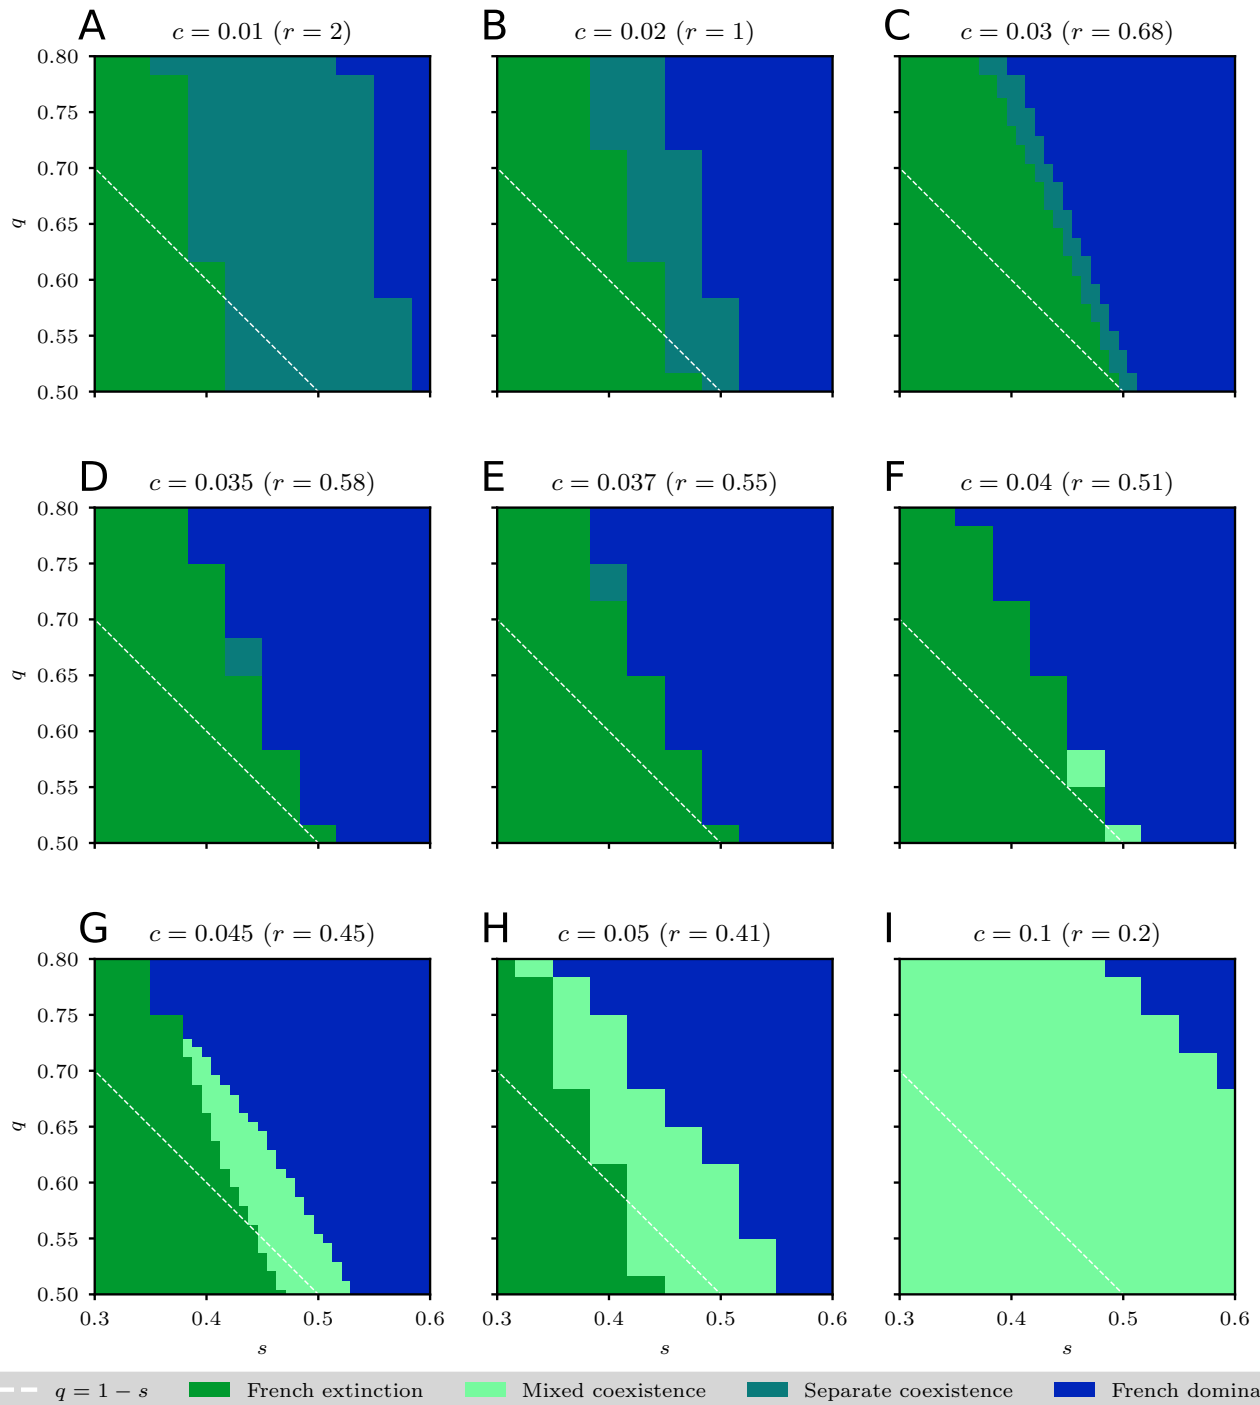 A c = 0.01 (r = 2) B c = 0.02 (r = 1) C c = 0.03 (r = 0.68)
0.80
0.75
0.70
0.65
0.60
0.55
0.50
q
0.4 0.5
D c = 0.035 (r = 0.58) E c = 0.037 (r = 0.55) F c = 0.04 (r = 0.51)
0.80
0.75
0.70
0.65
0.60
0.55
0.50
q
G c = 0.045 (r = 0.45) H c = 0.05 (r = 0.41) I c = 0.1 (r = 0.2)
0.80
0.75
0.70
0.65
0.60
0.55
0.50
q
0.3 0.4 0.5 0.6 0.3 0.4 0.5 0.6 0.3 0.4 0.5 0.6
s s s
q = 1 − s French extinction Mixed coexistence Separate coexistence French domina